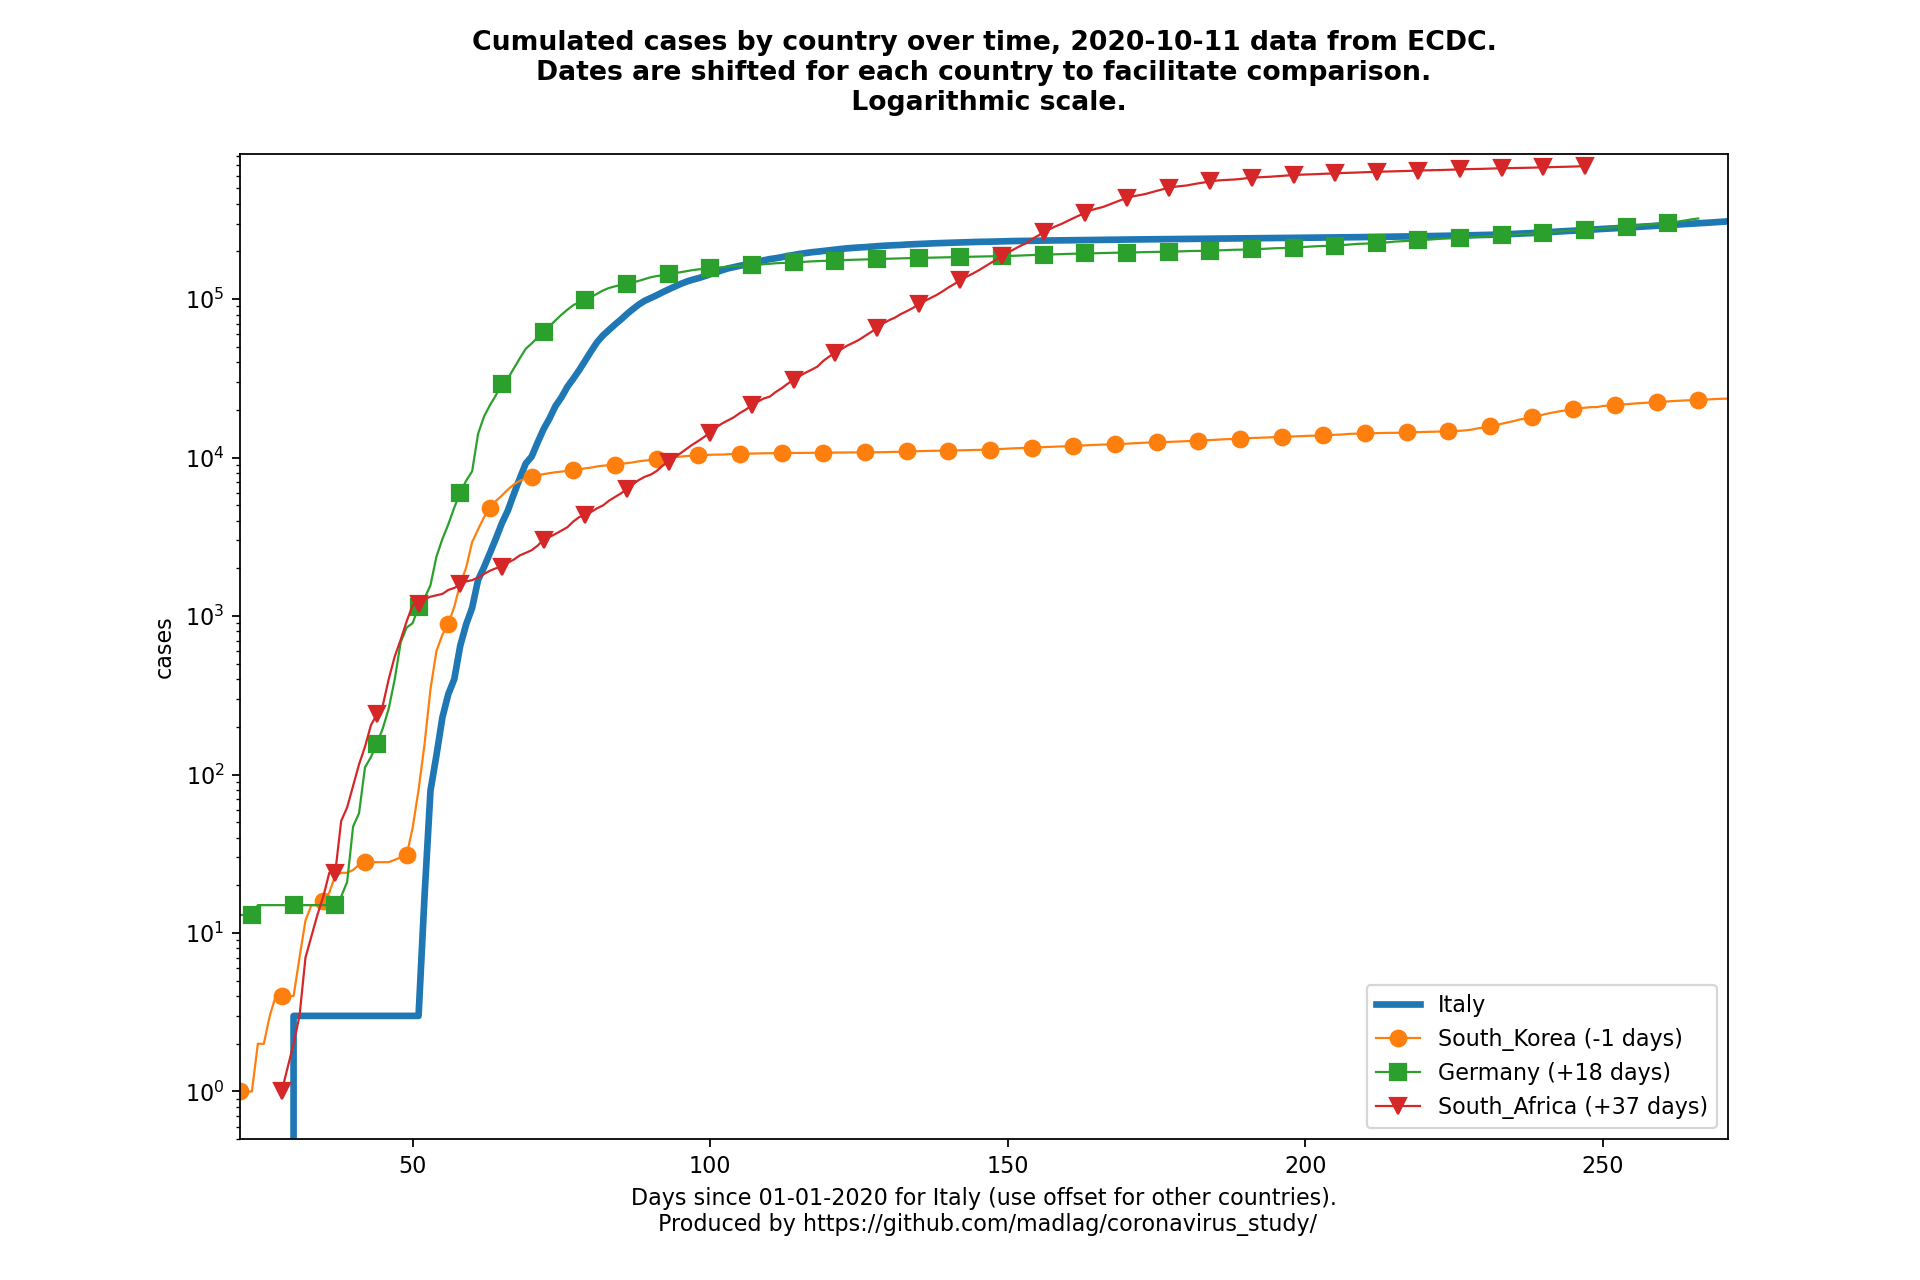 Cumulated cases by country over time, 2020-10-11 data from ECDC.
Dates are shifted for each country to facilitate comparison.
Logarithmic scale.
cases
10^5
10^4
10^3
10^2
10^1
10^0
50 100 150 200 250
Italy
South_Korea (-1 days)
Germany (+18 days)
South_Africa (+37 days)
Days since 01-01-2020 for Italy (use offset for other countries).
Produced by https://github.com/madlag/coronavirus_study/